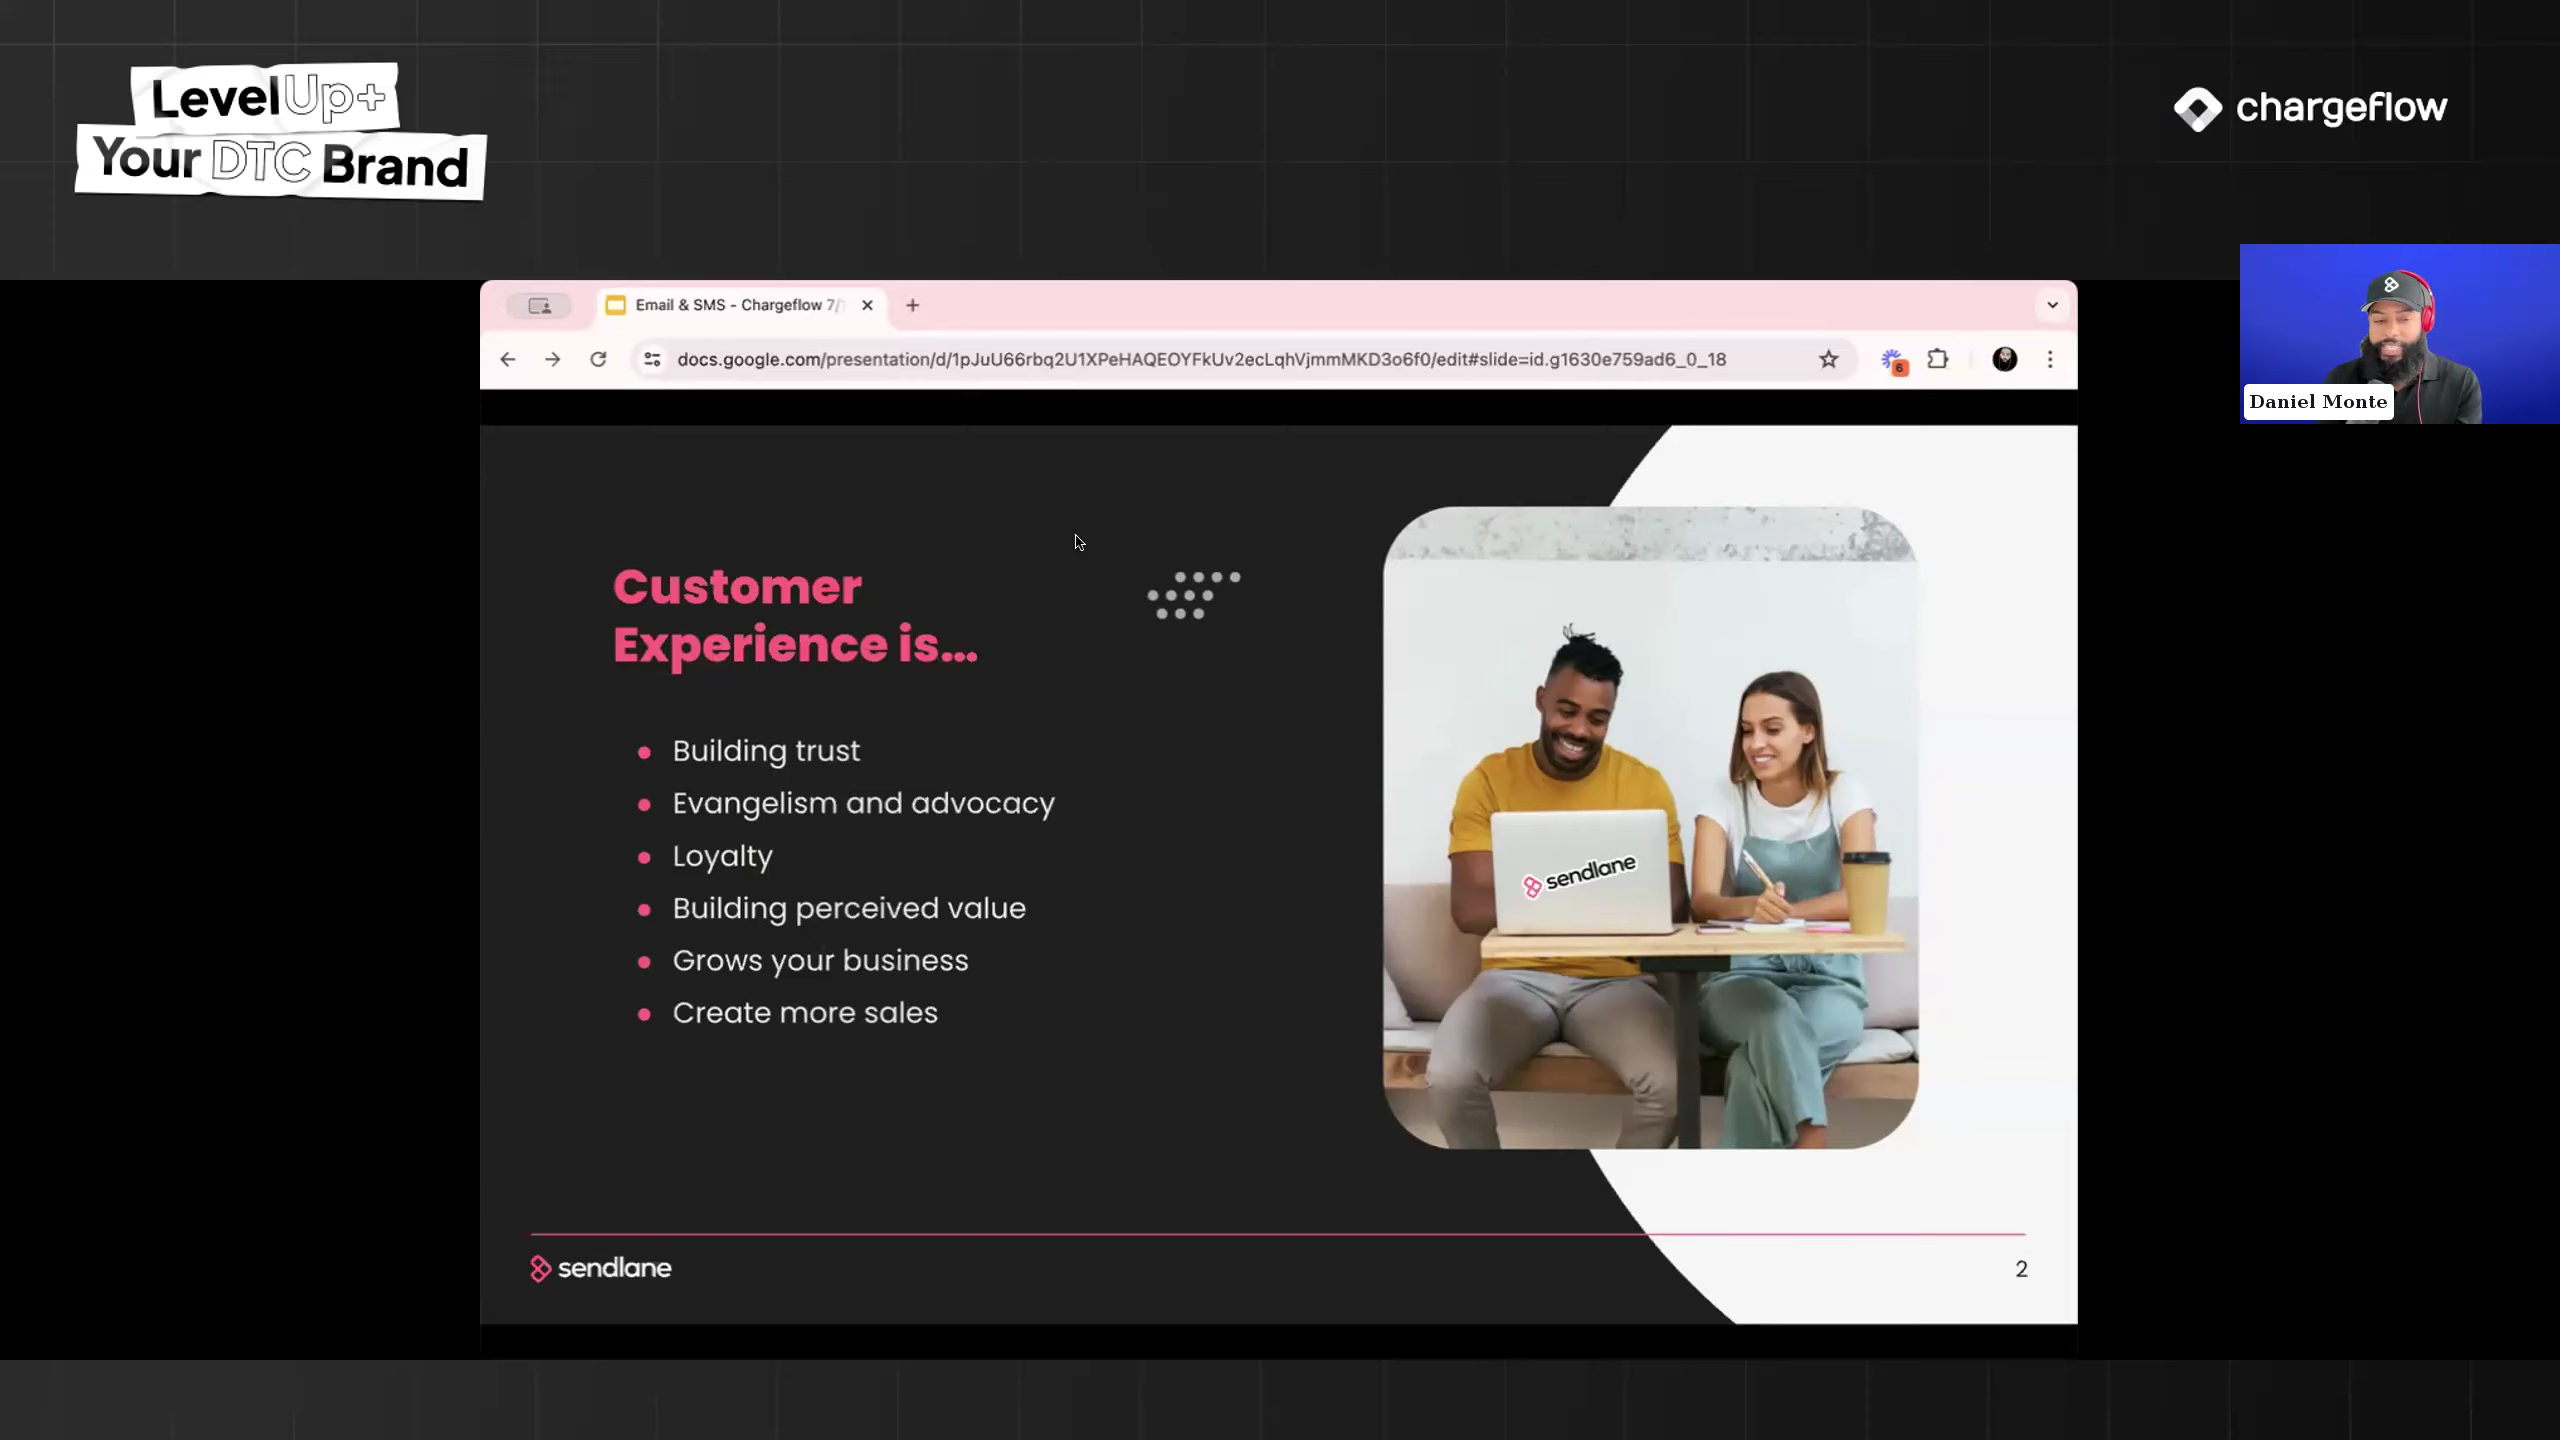 LevelUp+
Your DTC Brand
chargeflow
Email & SMS - Chargeflow 7/
docs.google.com/presentation/d/1pJuU66rbq2U1XPeHAQEOYFkUv2ecLqhVjmmMKD3o6f0/edit#slide=id.g1630e759ad6_0_18
6
Daniel Monte
Customer
Experience is...
Building trust
Evangelism and advocacy
Loyalty
Building perceived value
Grows your business
Create more sales
sendlane
sendlane
2